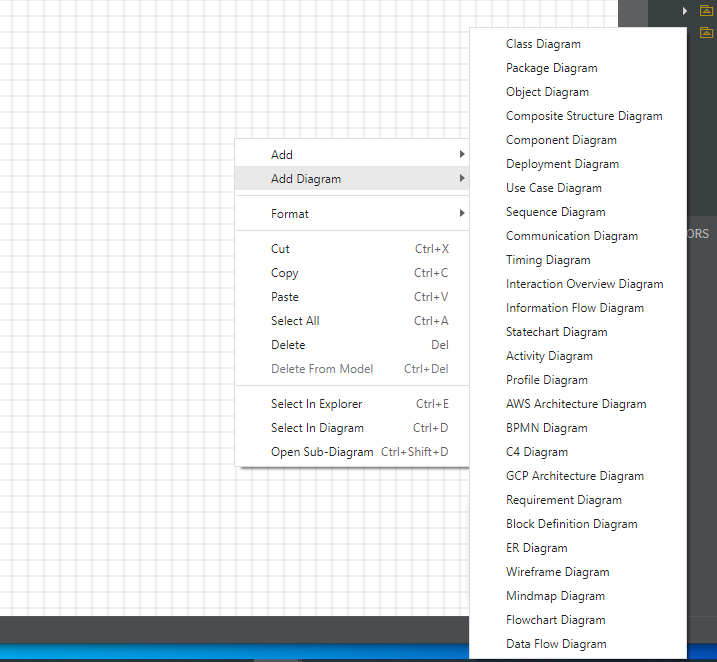 Add
Add Diagram
Format
Cut Ctrl+X
Copy Ctrl+C
Paste Ctrl+V
Select All Ctrl+A
Delete Del
Delete From Model Ctrl+Del
Select In Explorer Ctrl+E
Select In Diagram Ctrl+D
Open Sub-Diagram Ctrl+Shift+D
Class Diagram
Package Diagram
Object Diagram
Composite Structure Diagram
Component Diagram
Deployment Diagram
Use Case Diagram
Sequence Diagram
Communication Diagram
Timing Diagram
Interaction Overview Diagram
Information Flow Diagram
Statechart Diagram
Activity Diagram
Profile Diagram
AWS Architecture Diagram
BPMN Diagram
C4 Diagram
GCP Architecture Diagram
Requirement Diagram
Block Definition Diagram
ER Diagram
Wireframe Diagram
Mindmap Diagram
Flowchart Diagram
Data Flow Diagram
ORS